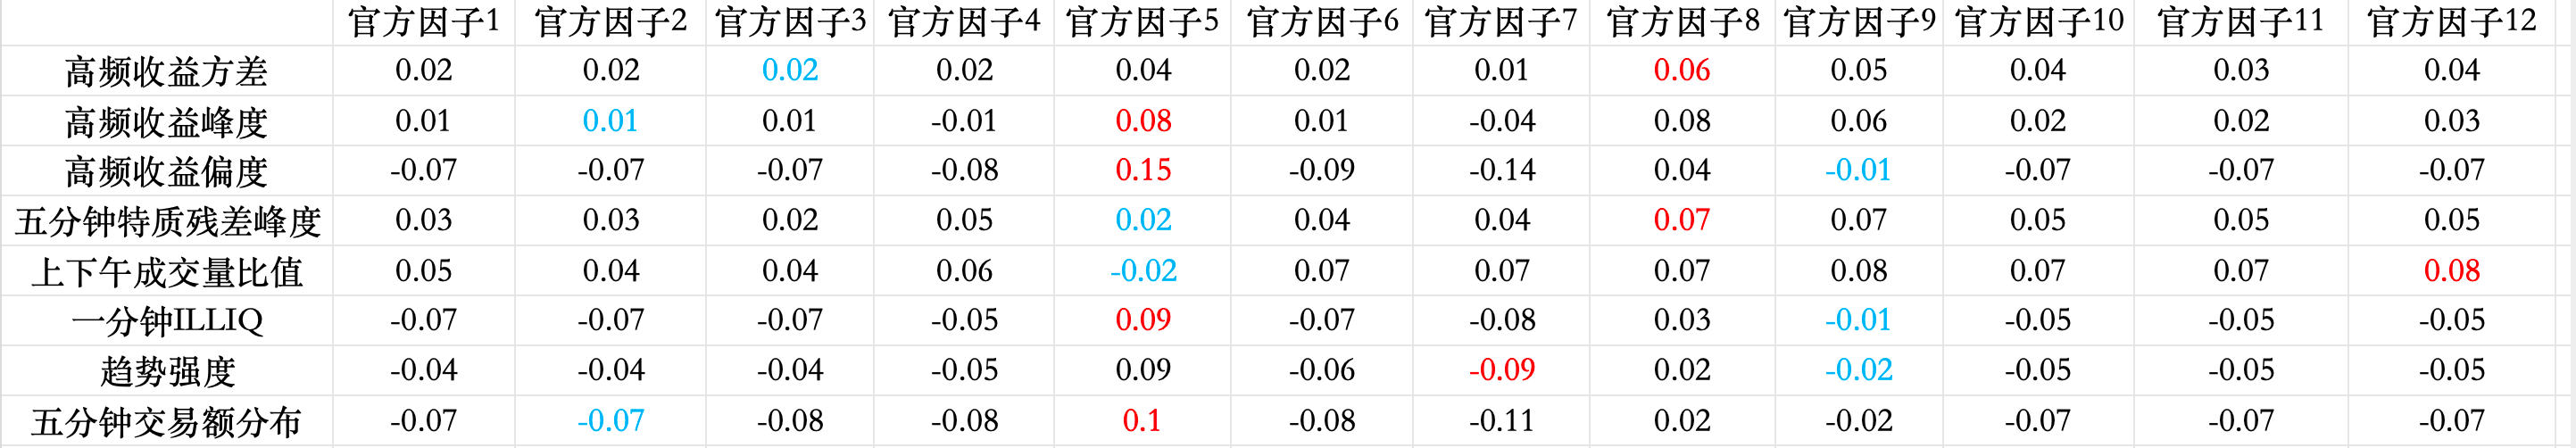 官方因子1 官方因子2 官方因子3 官方因子4 官方因子5 官方因子6 官方因子7 官方因子8 官方因子9 官方因子10 官方因子11 官方因子12
高频收益方差 0.02 0.02 0.02 0.02 0.04 0.02 0.01 0.06 0.05 0.04 0.03 0.04
高频收益峰度 0.01 0.01 0.01 -0.01 0.08 0.01 -0.04 0.08 0.06 0.02 0.02 0.03
高频收益偏度 -0.07 -0.07 -0.07 -0.08 0.15 -0.09 -0.14 0.04 -0.01 -0.07 -0.07 -0.07
五分钟特质残差峰度 0.03 0.03 0.02 0.05 0.02 0.04 0.04 0.07 0.07 0.05 0.05 0.05
上下午成交量比值 0.05 0.04 0.04 0.06 -0.02 0.07 0.07 0.07 0.08 0.07 0.07 0.08
一分钟ILLIQ -0.07 -0.07 -0.07 -0.05 0.09 -0.07 -0.08 0.03 -0.01 -0.05 -0.05 -0.05
趋势强度 -0.04 -0.04 -0.04 -0.05 0.09 -0.06 -0.09 0.02 -0.02 -0.05 -0.05 -0.05
五分钟交易额分布 -0.07 -0.07 -0.08 -0.08 0.1 -0.08 -0.11 0.02 -0.02 -0.07 -0.07 -0.07